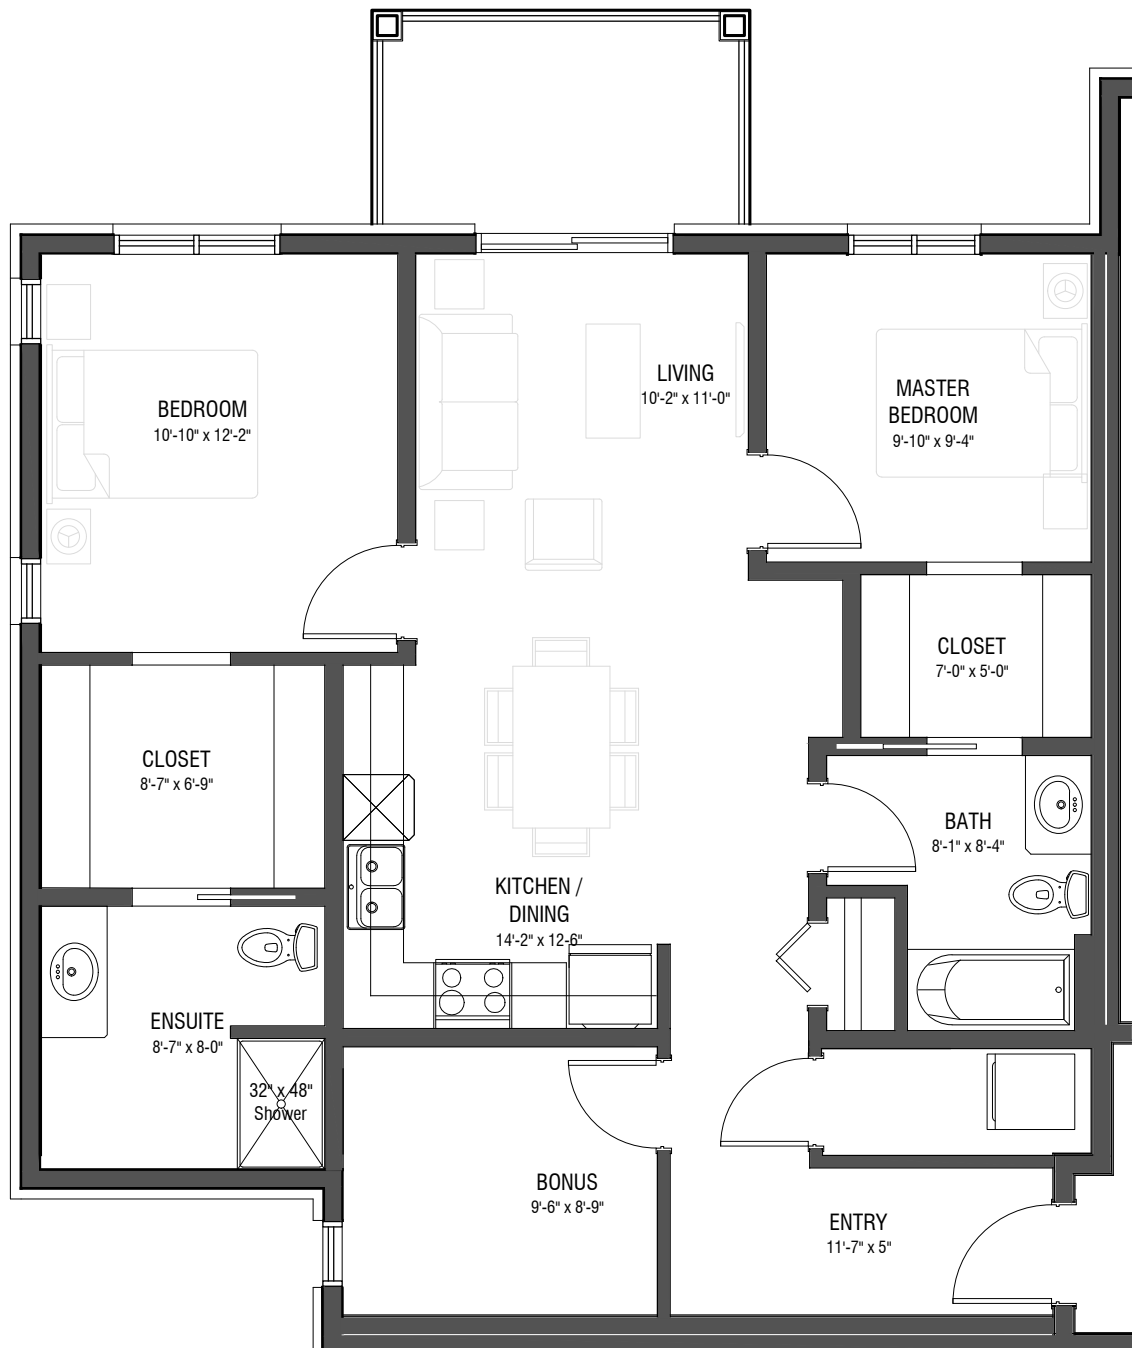 LIVING
10'-2" x 11'-0"
MASTER
BEDROOM
9'-10" x 9'-4"
BEDROOM
10'-10" x 12'-2"
CLOSET
7'-0" x 5'-0"
CLOSET
8'-7" x 6'-9"
BATH
8'-1" x 8'-4"
KITCHEN /
DINING
14'-2" x 12-6"
ENSUITE
8'-7" x 8'-0"
32" x 48"
Shower
BONUS
9'-6" x 8'-9"
ENTRY
11'-7" x 5"